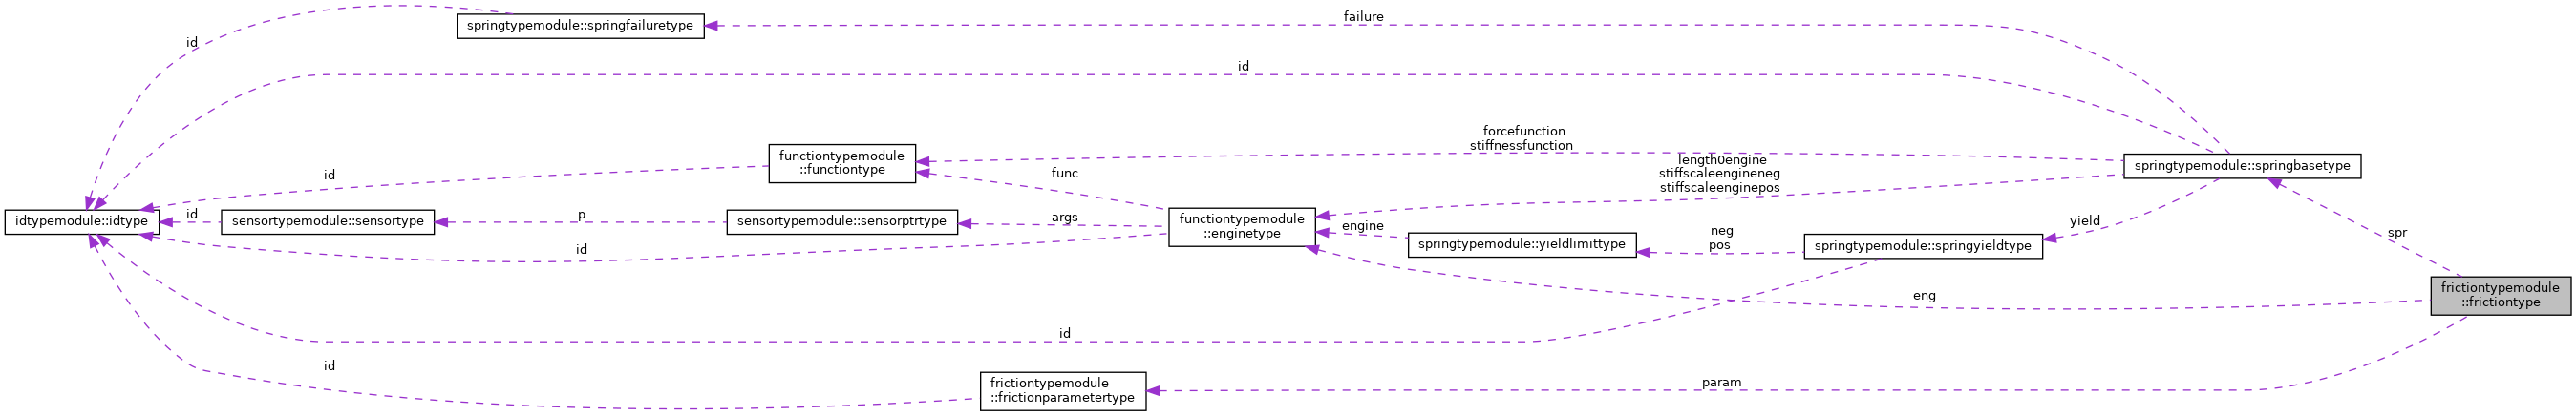 failure
springtypemodule::springfailuretype
id
id
forcefunction
stiffnessfunction
functiontypemodule
::functiontype
length0engine
stiffscaleengineneg
stiffscaleenginepos
springtypemodule::springbasetype
func
id
id
idtypemodule::idtype
sensortypemodule::sensortype
p
sensortypemodule::sensorptrtype
args
functiontypemodule
::enginetype
engine
springtypemodule::yieldlimittype
neg
pos
springtypemodule::springyieldtype
yield
spr
id
eng
frictiontypemodule
::frictiontype
id
id
frictiontypemodule
::frictionparametertype
param